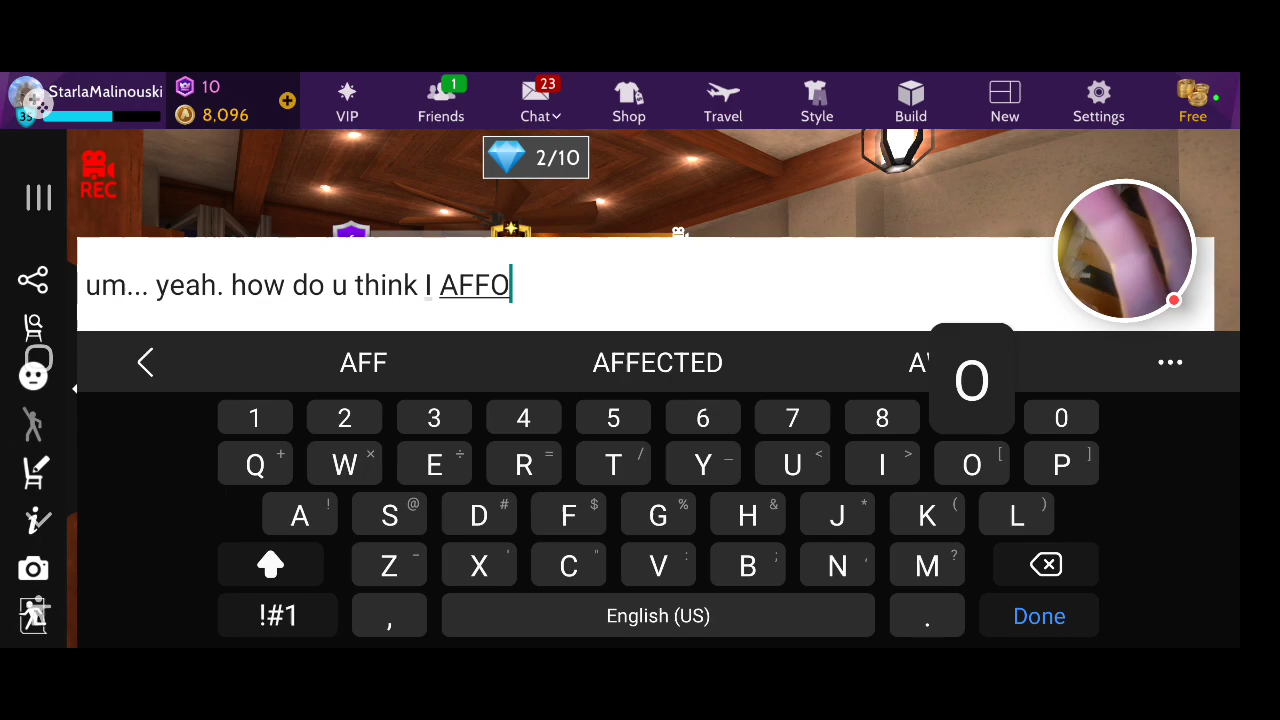 StarlaMalinouski
10
8,096
35
VIP
1
Friends
23
Chat
Shop
Travel
Style
Build
New
Settings
Free
REC
2/10
um... yeah. how do u think I AFFO
AFF AFFECTED
O
1 2 3 4 5 6 7 8 0
Q + W × E ÷ R = T / Y _ U < I > O [ P ]
A ! S @ D # F $ G % H & J * K ( L )
Z - X ' C " V : B ; N , M ?
!#1 , English (US) . Done